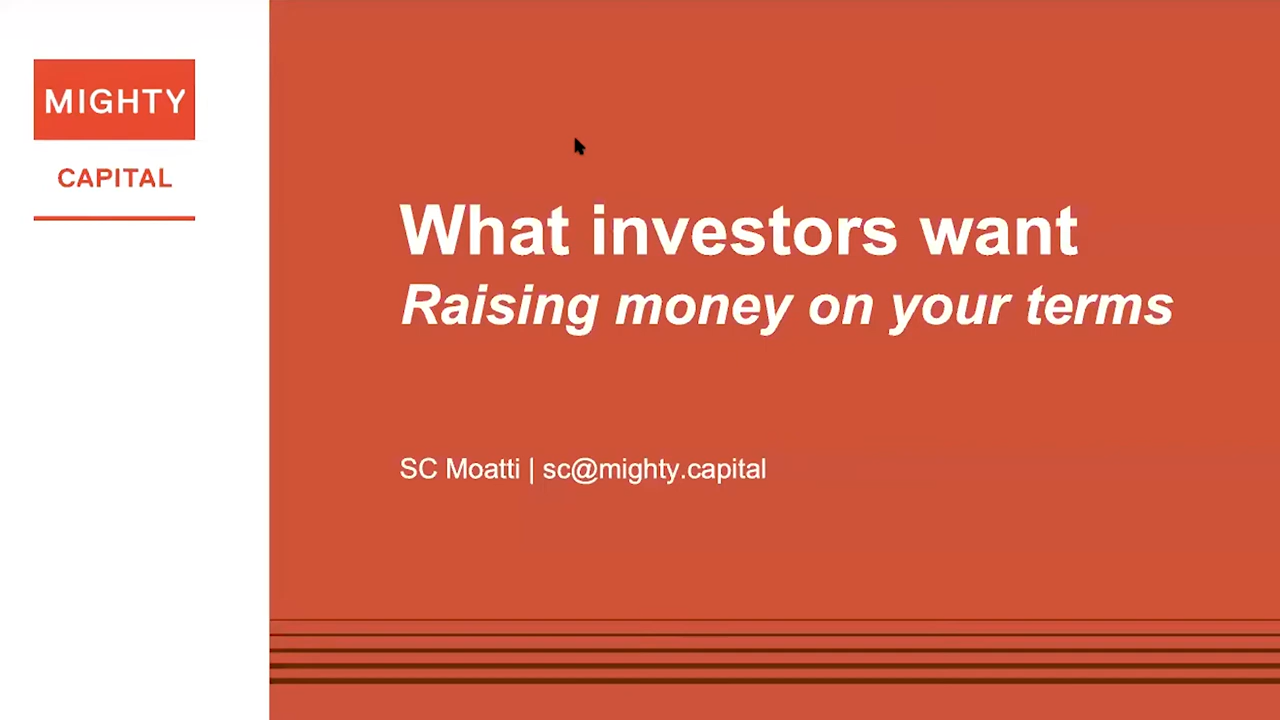 MIGHTY
CAPITAL
What investors want
Raising money on your terms
SC Moatti | sc@mighty.capital